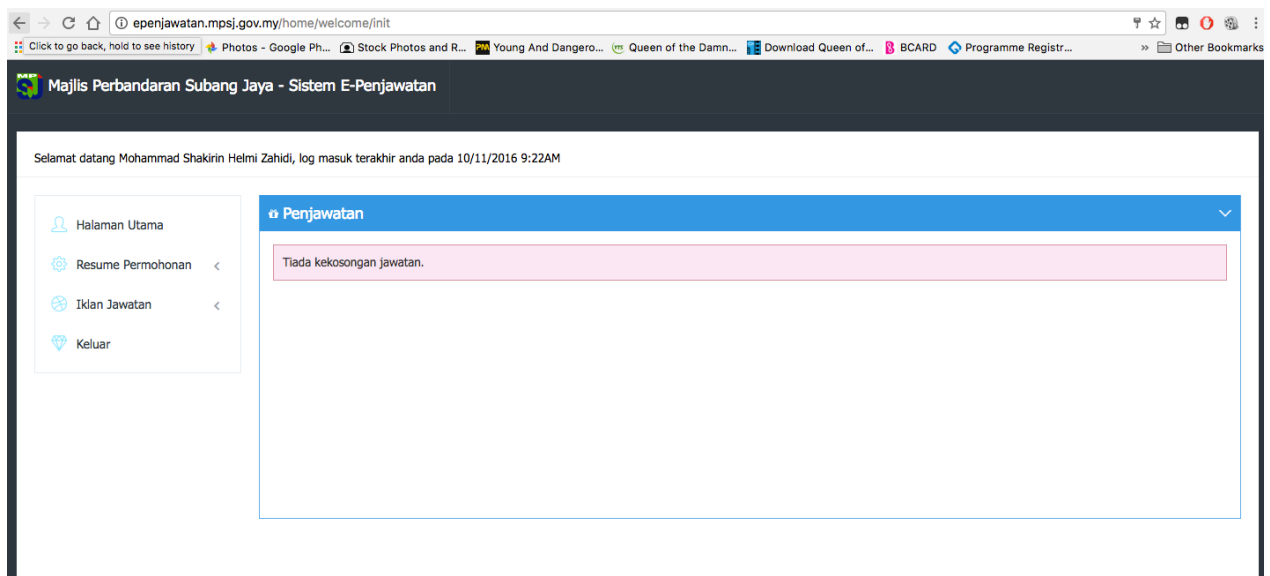 epenjawatan.mpsj.gov.my/home/welcome/init
Click to go back, hold to see history Photos - Google Ph... Stock Photos and R... Young And Dangero... Queen of the Damn... Download Queen of... BCARD Programme Registr... » Other Bookmarks
Majlis Perbandaran Subang Jaya - Sistem E-Penjawatan
Selamat datang Mohammad Shakirin Helmi Zahidi, log masuk terakhir anda pada 10/11/2016 9:22AM
Penjawatan
Tiada kekosongan jawatan.
Halaman Utama
Resume Permohonan
Iklan Jawatan
Keluar